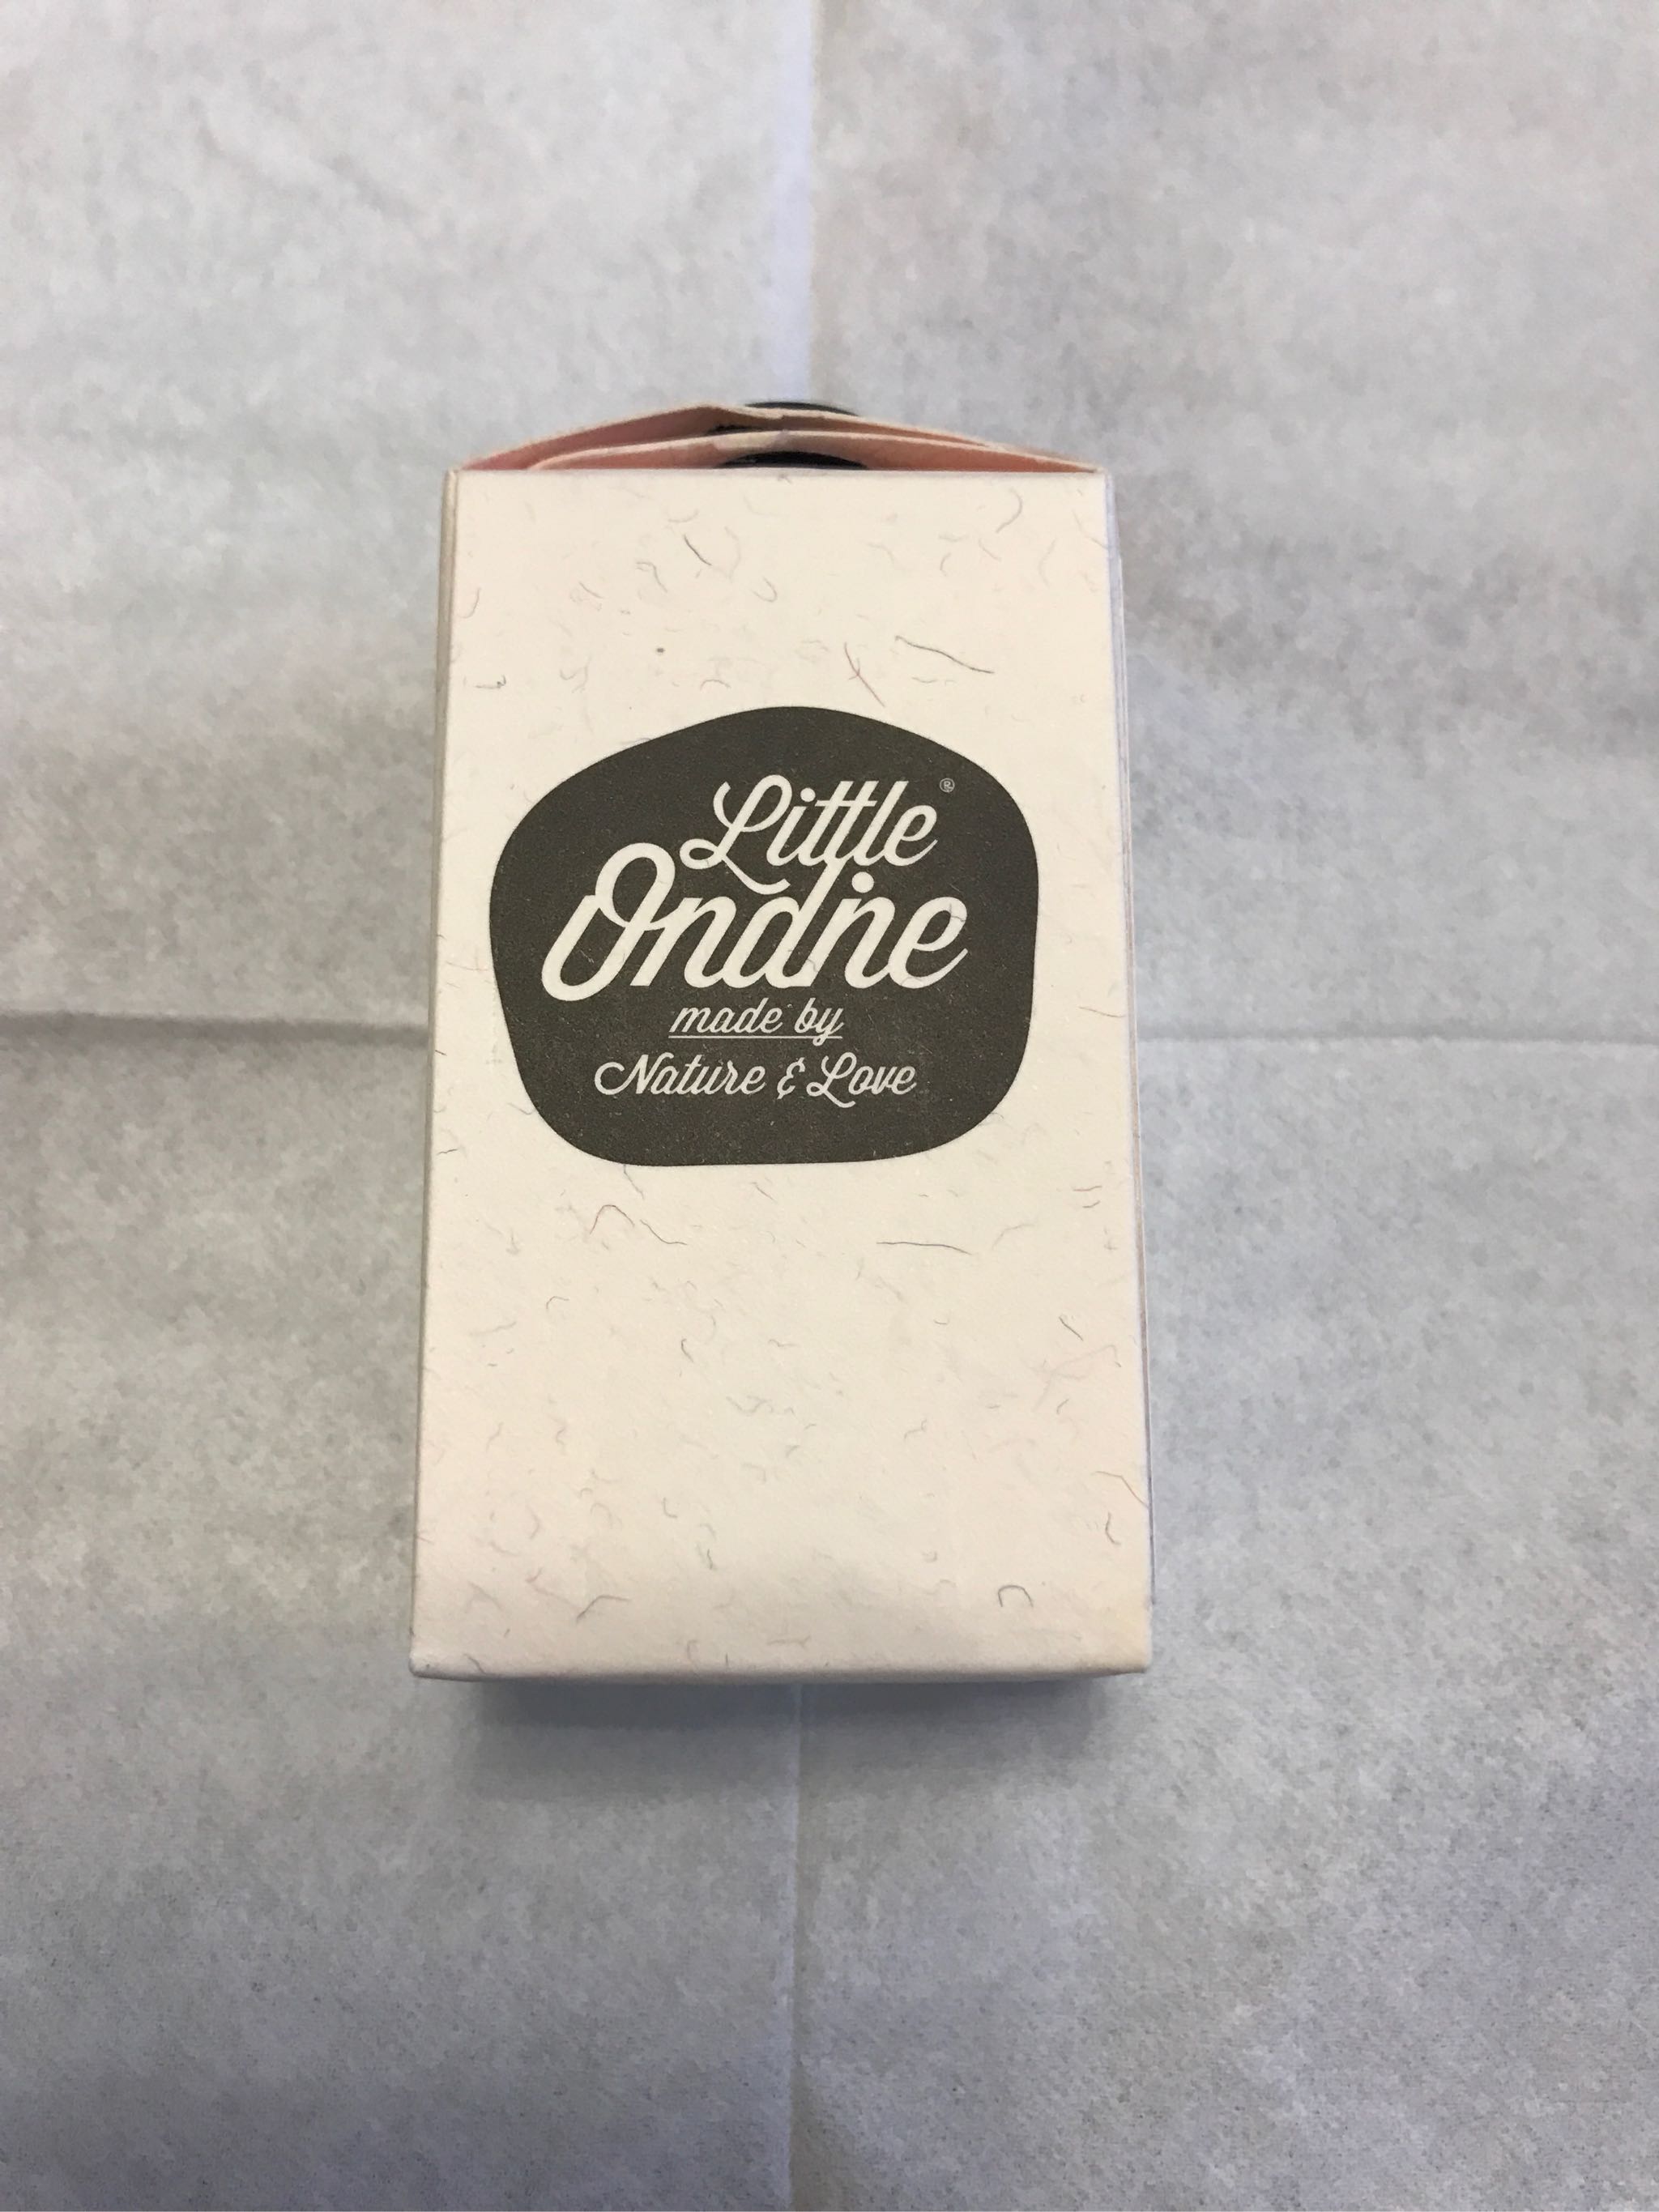 Little®
Ondine
made by
Nature & Love